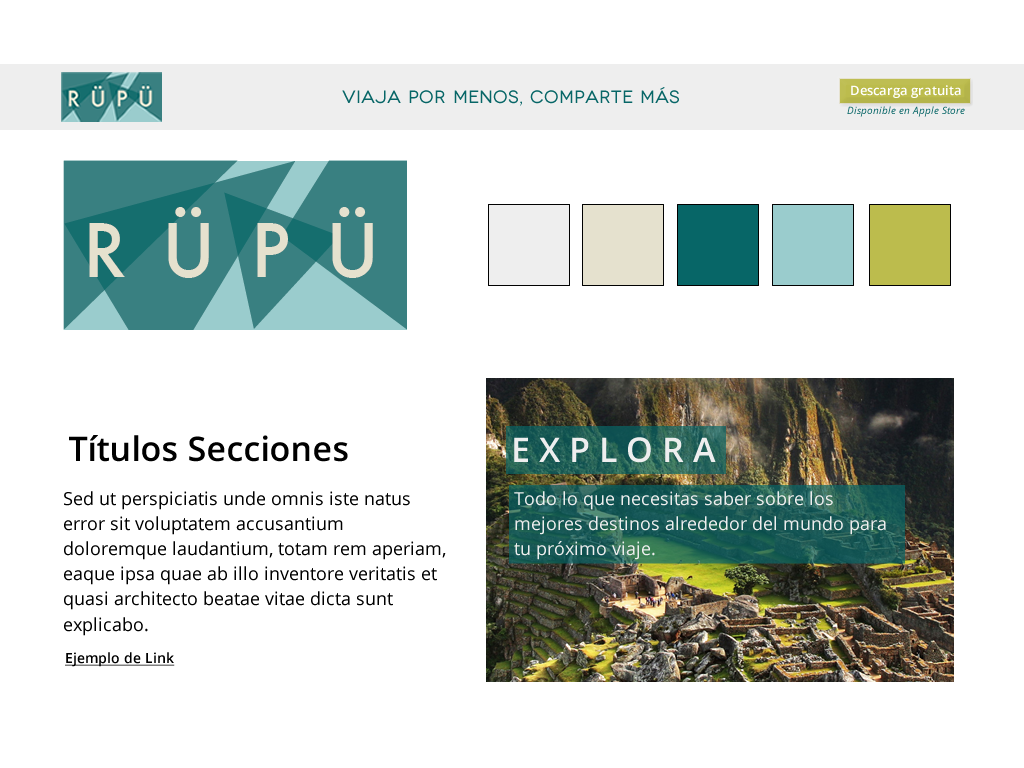 RÜPÜ
VIAJA POR MENOS, COMPARTE MÁS
Descarga gratuita
Disponible en Apple Store
RÜPÜ
Títulos Secciones
Sed ut perspiciatis unde omnis iste natus
error sit voluptatem accusantium
doloremque laudantium, totam rem aperiam,
eaque ipsa quae ab illo inventore veritatis et
quasi architecto beatae vitae dicta sunt
explicabo.
Ejemplo de Link
EXPLORA
Todo lo que necesitas saber sobre los
mejores destinos alrededor del mundo para
tu próximo viaje.